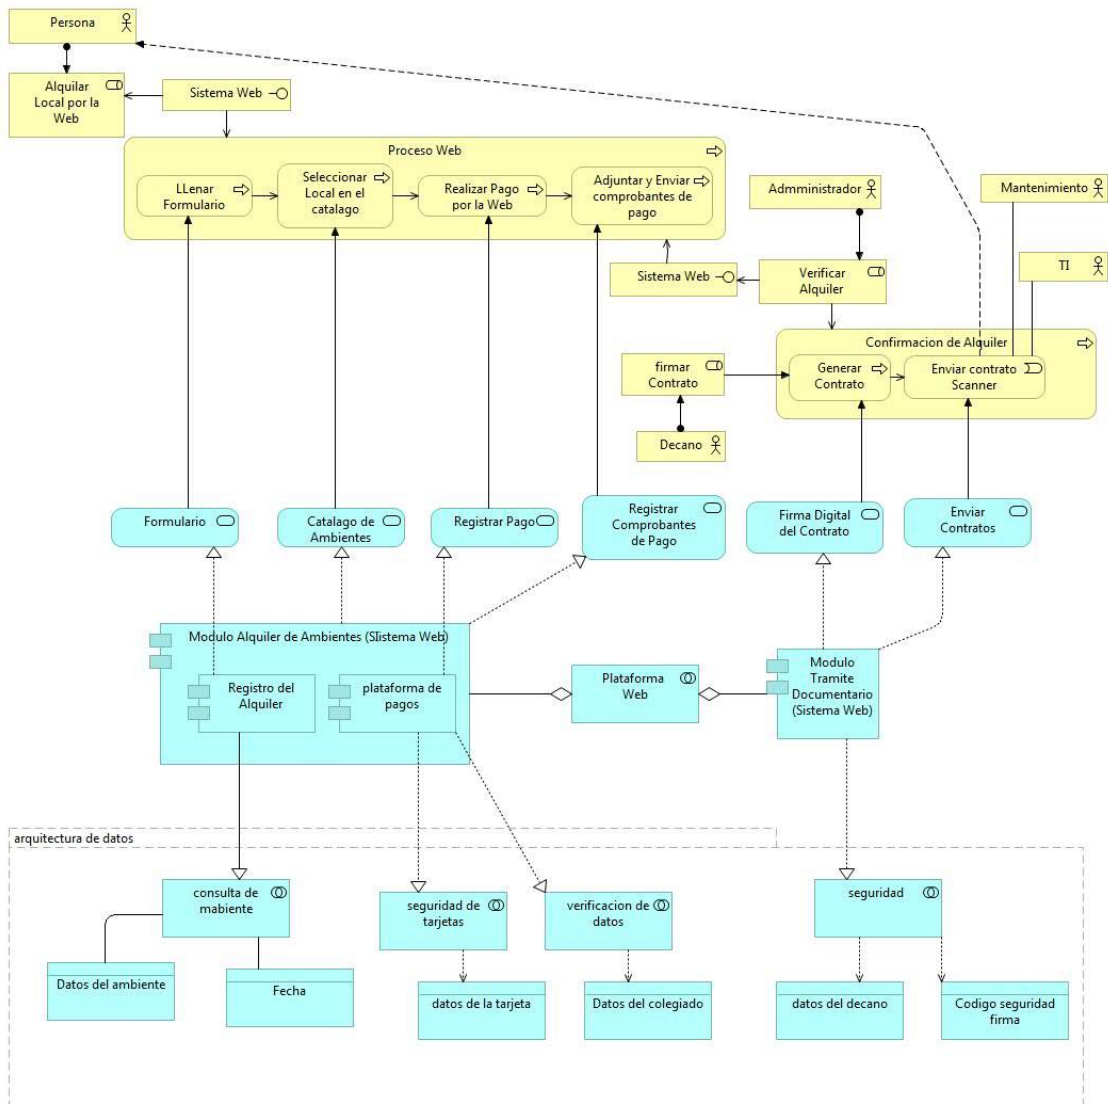 Persona
Alquilar
Local por la
Web
Sistema Web
Proceso Web
LLenar
Formulario
Seleccionar
Local en el
catalago
Realizar Pago
por la Web
Adjuntar y Enviar
comprobantes de
pago
Admministrador
Mantenimiento
TI
Sistema Web
Verificar
Alquiler
Confirmacion de Alquiler
firmar
Contrato
Generar
Contrato
Enviar contrato
Scanner
Decano
Formulario
Catalago de
Ambientes
Registrar Pago
Registrar
Comprobantes
de Pago
Firma Digital
del Contrato
Enviar
Contratos
Modulo Alquiler de Ambientes (SIistema Web)
Registro del
Alquiler
plataforma de
pagos
Plataforma
Web
Modulo
Tramite
Documentario
(Sistema Web)
arquitectura de datos
consulta de
mabiente
seguridad de
tarjetas
verificacion de
datos
seguridad
Datos del ambiente
Fecha
datos de la tarjeta
Datos del colegiado
datos del decano
Codigo seguridad
firma